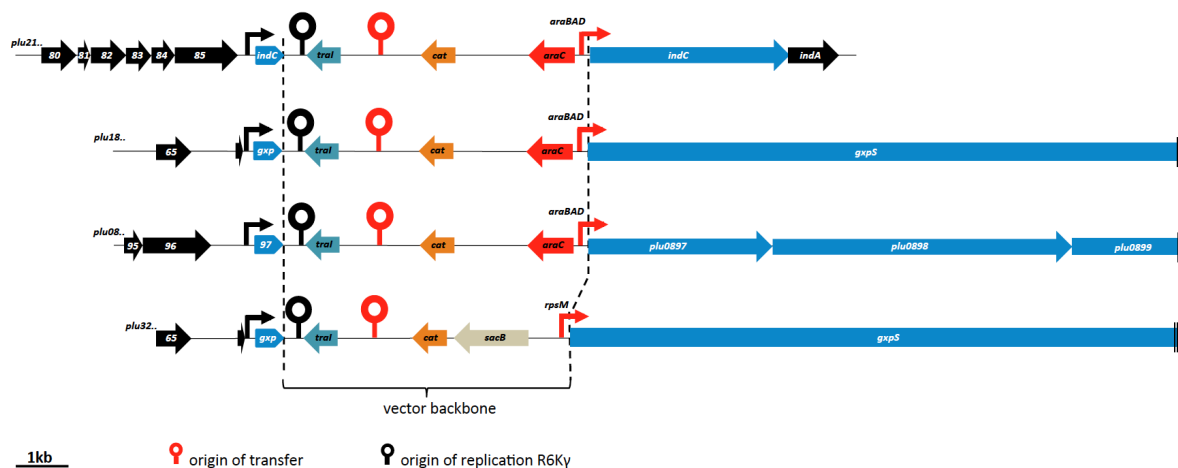 araBAD
plu21..
80 81 82 83 84 85 indC traI cat araC indC indA
araBAD
plu18..
65 gxp traI cat araC gxpS
araBAD
plu08..
95 96 97 traI cat araC plu0897 plu0898 plu0899
rpsM
plu32..
65 gxp traI cat sacB gxpS
vector backbone
1kb
origin of transfer
origin of replication R6Kγ